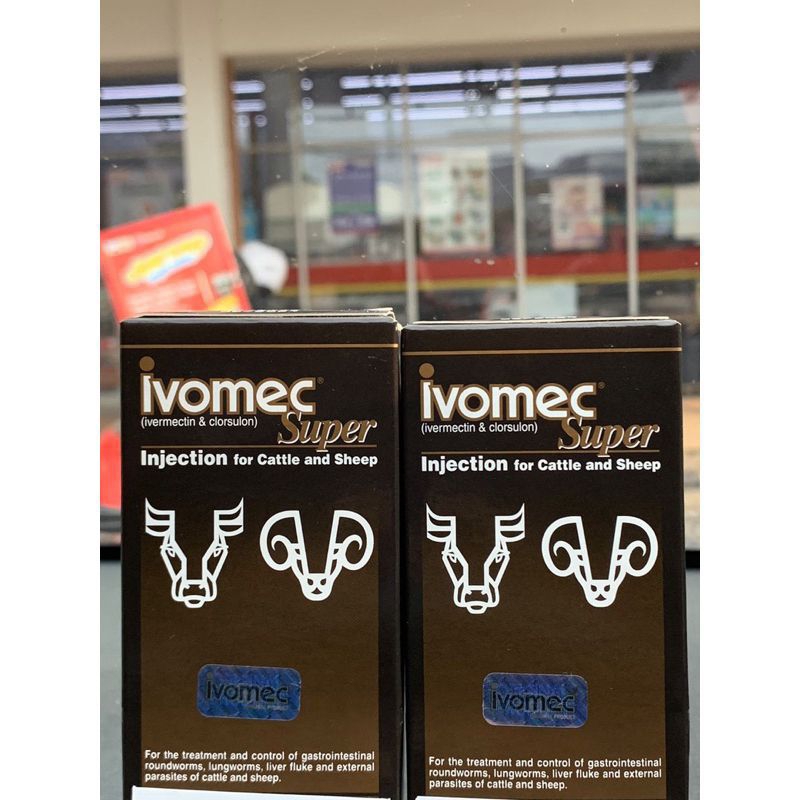 ivomec®
(ivermectin & clorsulon)
Super
Injection for Cattle and Sheep
ivomec
For the treatment and control of gastrointestinal
roundworms, lungworms, liver fluke and external
parasites of cattle and sheep.
ivomec®
(ivermectin & clorsulon)
Super
Injection for Cattle and Sheep
ivomec
PRODUCT
For the treatment and control of gastrointestinal
roundworms, lungworms, liver fluke and external
parasites of cattle and sheep.